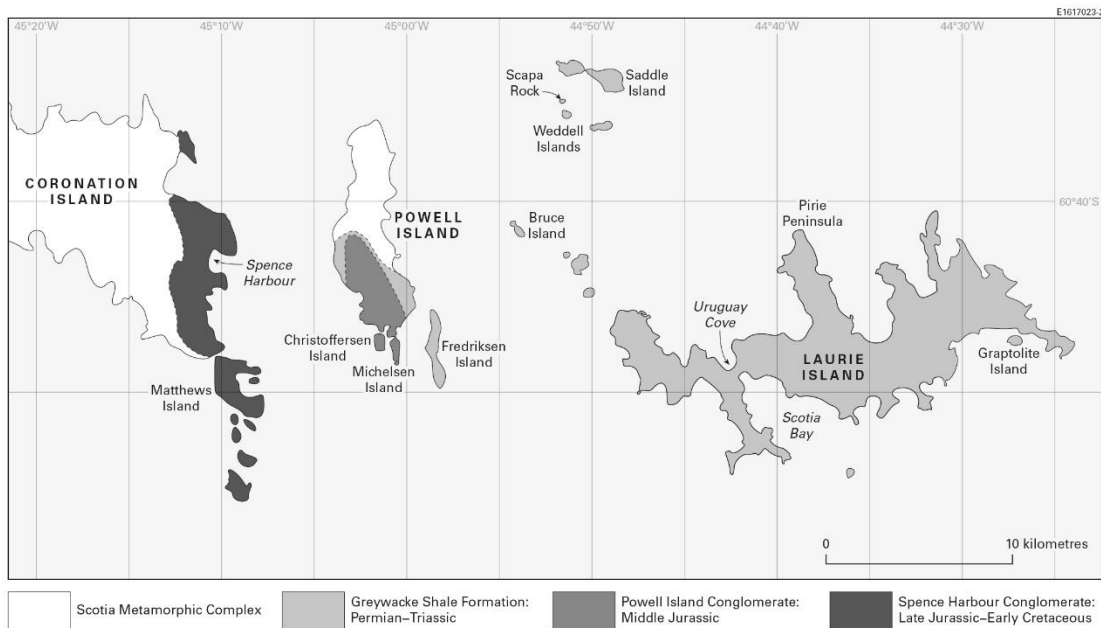 E1617023-2
45°20'W
45°10'W
45°00'W
44°50'W
44°40'W
44°30'W
Scapa
Rock
Saddle
Island
Weddell
Islands
CORONATION
ISLAND
60°40'S
Pirie
Peninsula
POWELL
ISLAND
Bruce
Island
Spence
Harbour
Uruguay
Cove
Christoffersen
Island
Fredriksen
Island
Michelsen
Island
LAURIE
ISLAND
Graptolite
Island
Matthews
Island
Scotia
Bay
0
10 kilometres
Scotia Metamorphic Complex
Greywacke Shale Formation:
Permian–Triassic
Powell Island Conglomerate:
Middle Jurassic
Spence Harbour Conglomerate:
Late Jurassic–Early Cretaceous